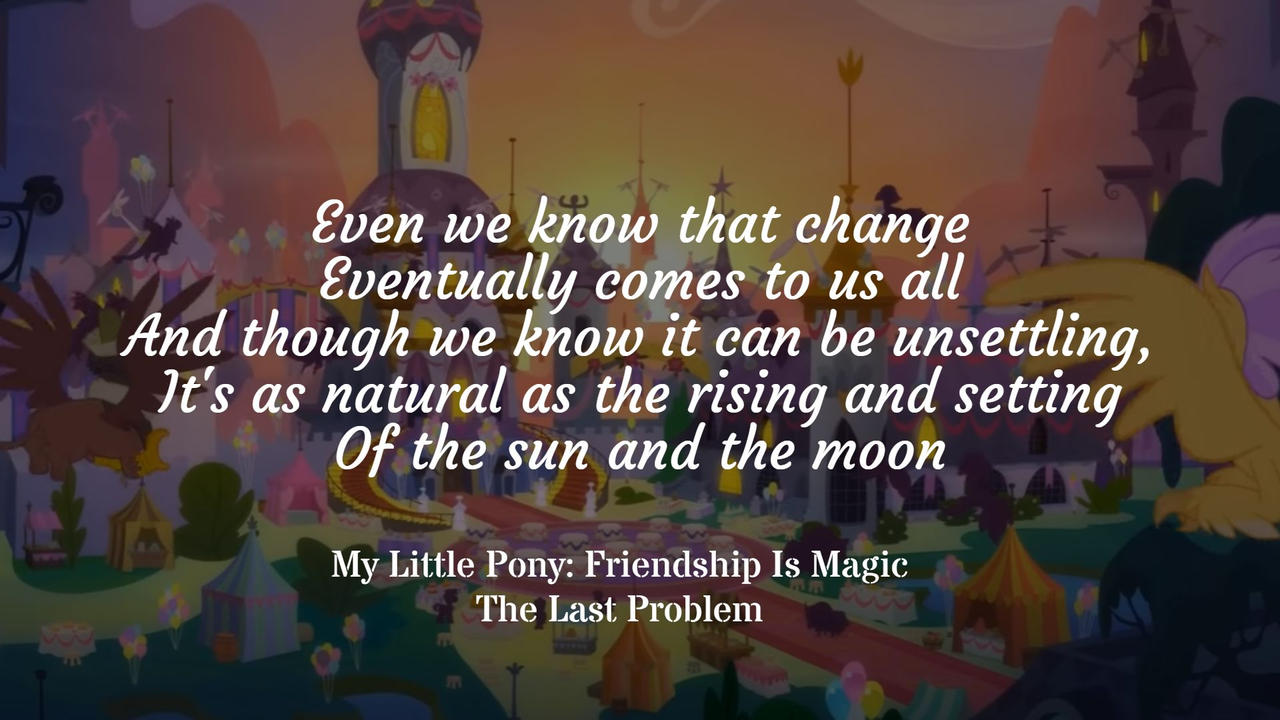 Even we know that change
Eventually comes to us all
And though we know it can be unsettling,
It's as natural as the rising and setting
Of the sun and the moon
My Little Pony: Friendship Is Magic
The Last Problem